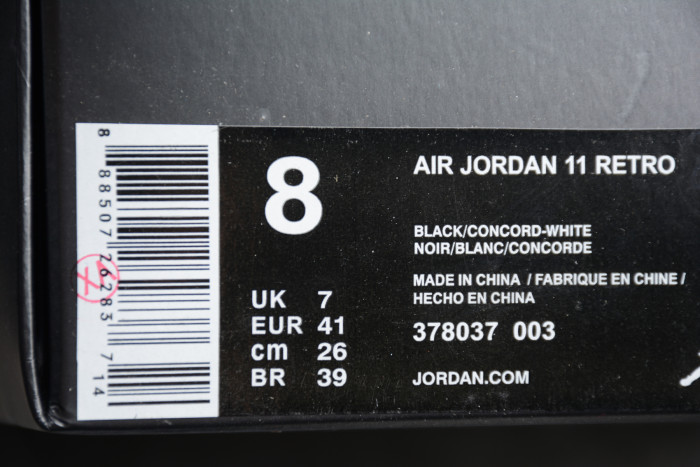 8 88507 26283 7 14
8
UK 7
EUR 41
cm 26
BR 39
AIR JORDAN 11 RETRO
BLACK/CONCORD-WHITE
NOIR/BLANC/CONCORDE
MADE IN CHINA / FABRIQUE EN CHINE /
HECHO EN CHINA
378037 003
JORDAN.COM